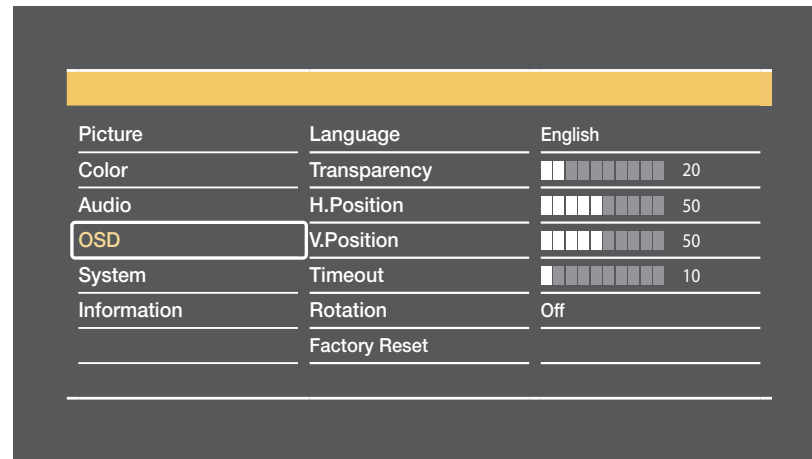 Picture Language English
Color Transparency 20
Audio H.Position 50
OSD V.Position 50
System Timeout 10
Information Rotation Off
Factory Reset